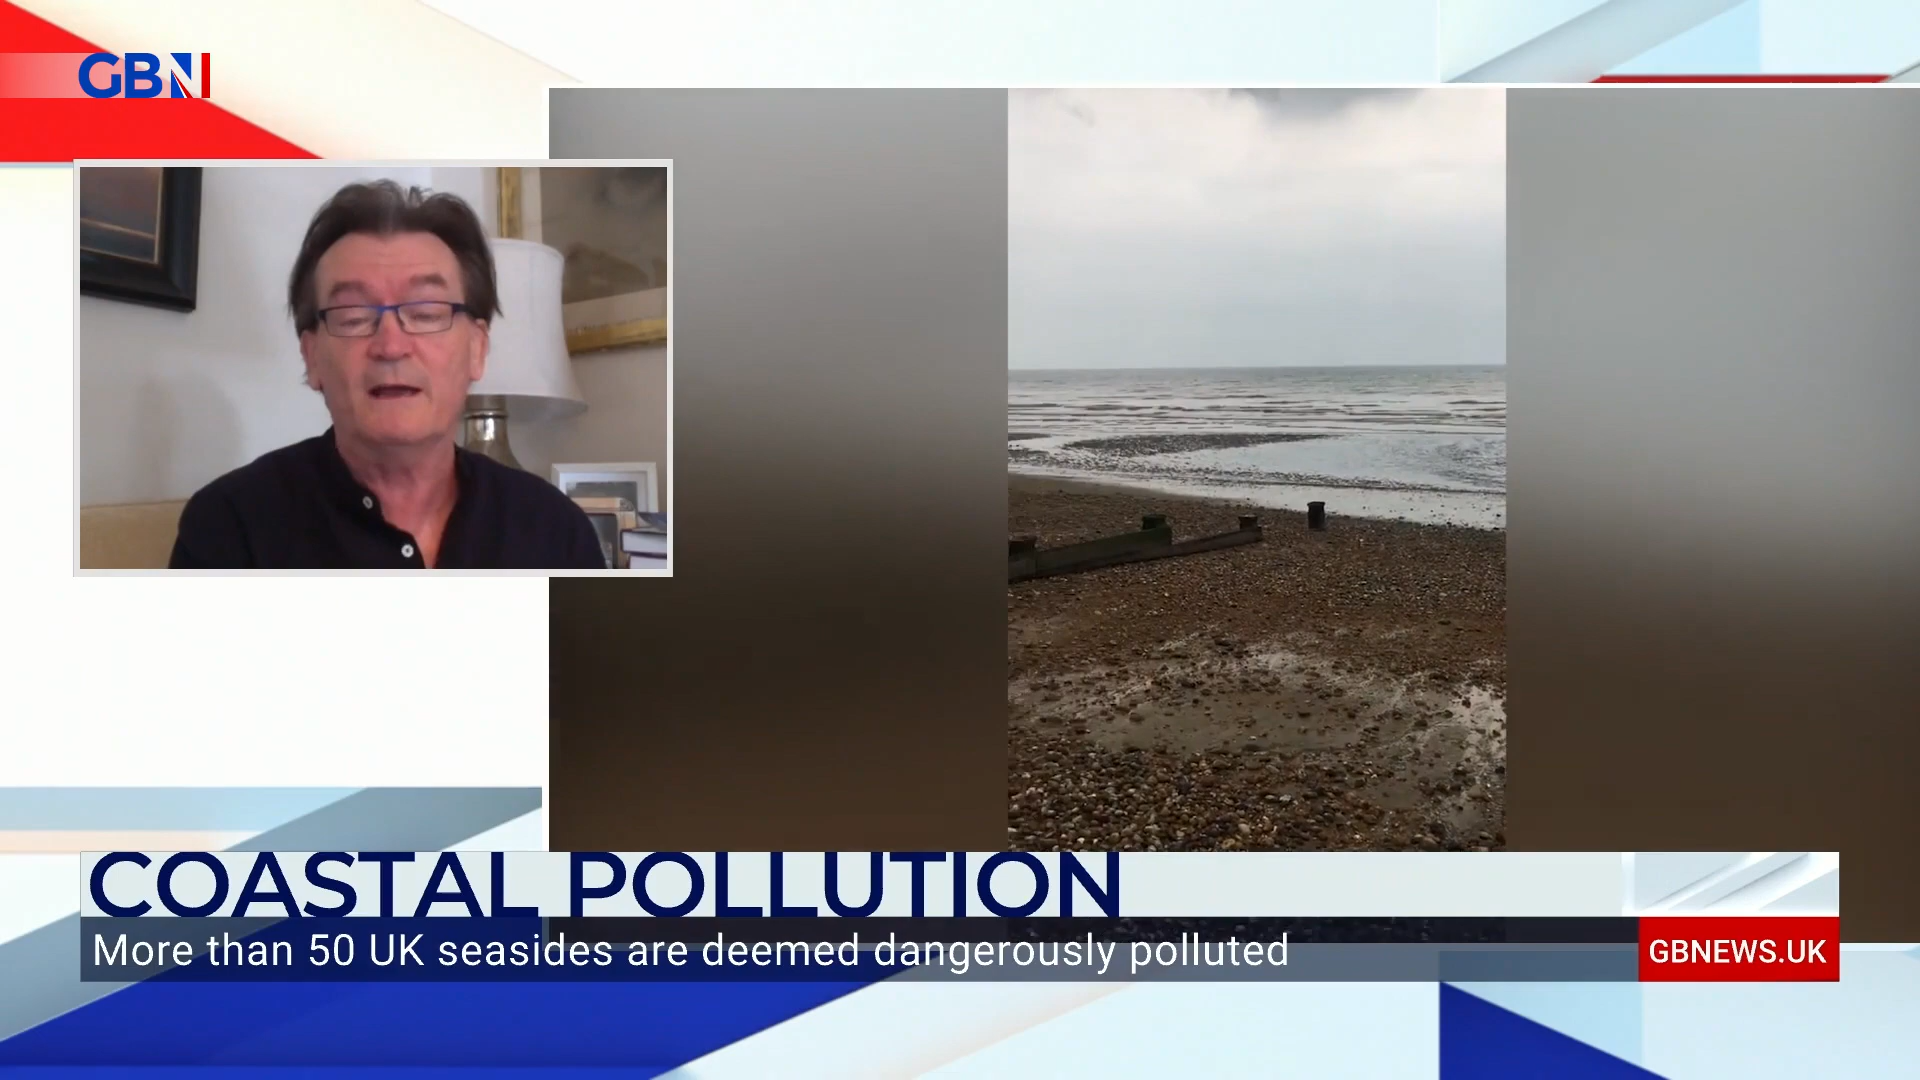 GBN
COASTAL POLLUTION
More than 50 UK seasides are deemed dangerously polluted
GBNEWS.UK